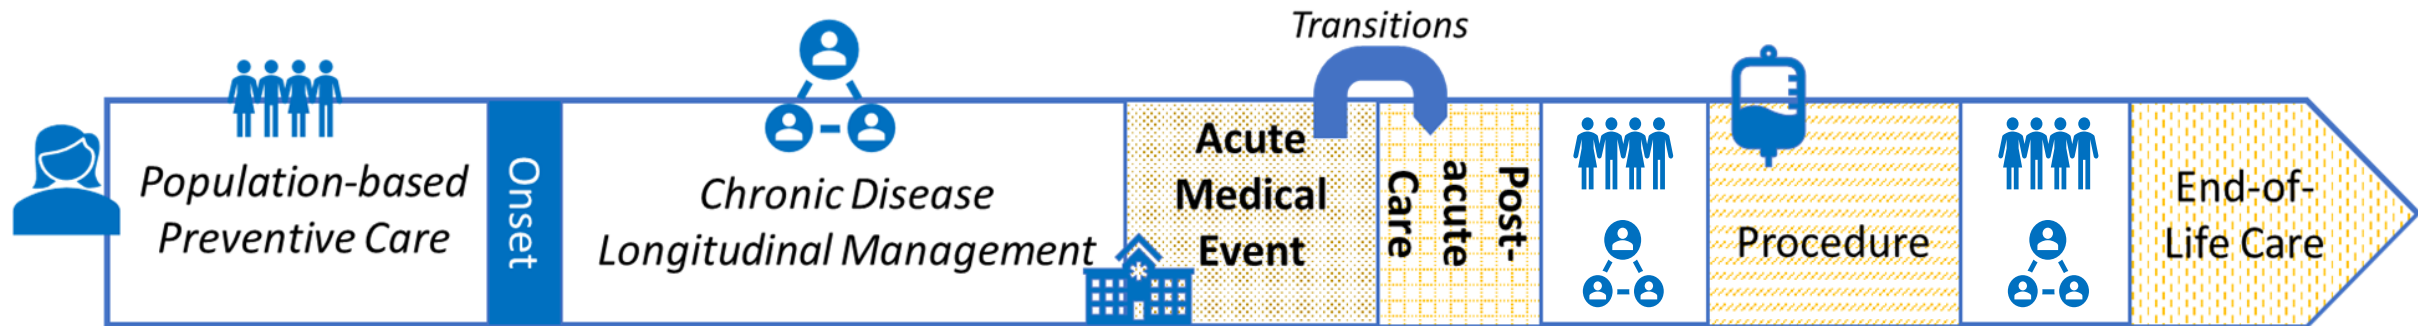 Transitions
Population-based
Preventive Care
Onset
Chronic Disease
Longitudinal Management
Acute
Medical
Event
Post-
acute
Care
Procedure
End-of-
Life Care